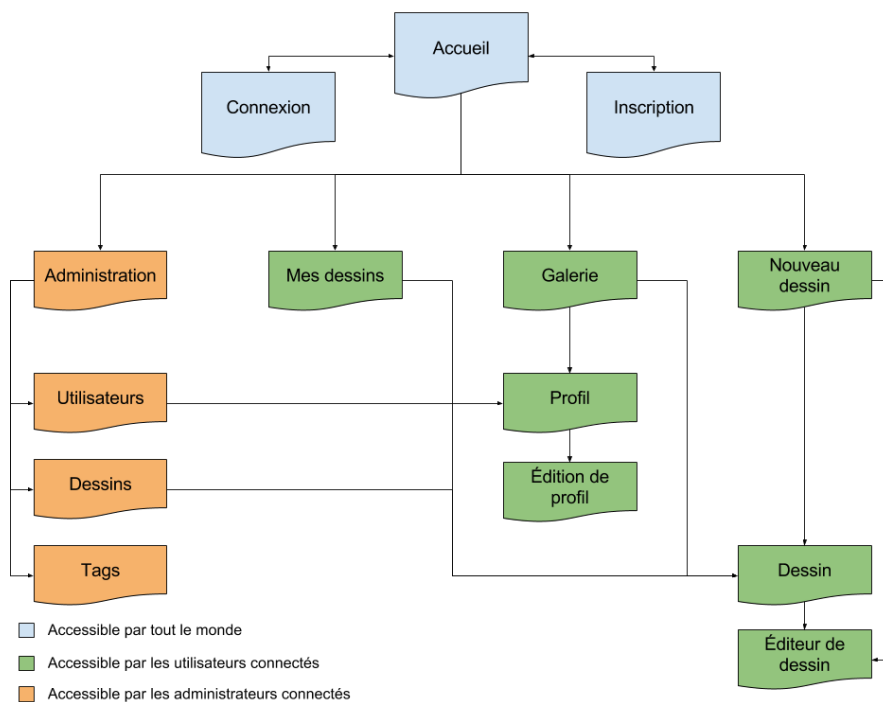 Accueil
Connexion
Inscription
Administration
Mes dessins
Galerie
Nouveau
dessin
Utilisateurs
Profil
Dessins
Édition de
profil
Tags
Dessin
Éditeur de
dessin
Accessible par tout le monde
Accessible par les utilisateurs connectés
Accessible par les administrateurs connectés